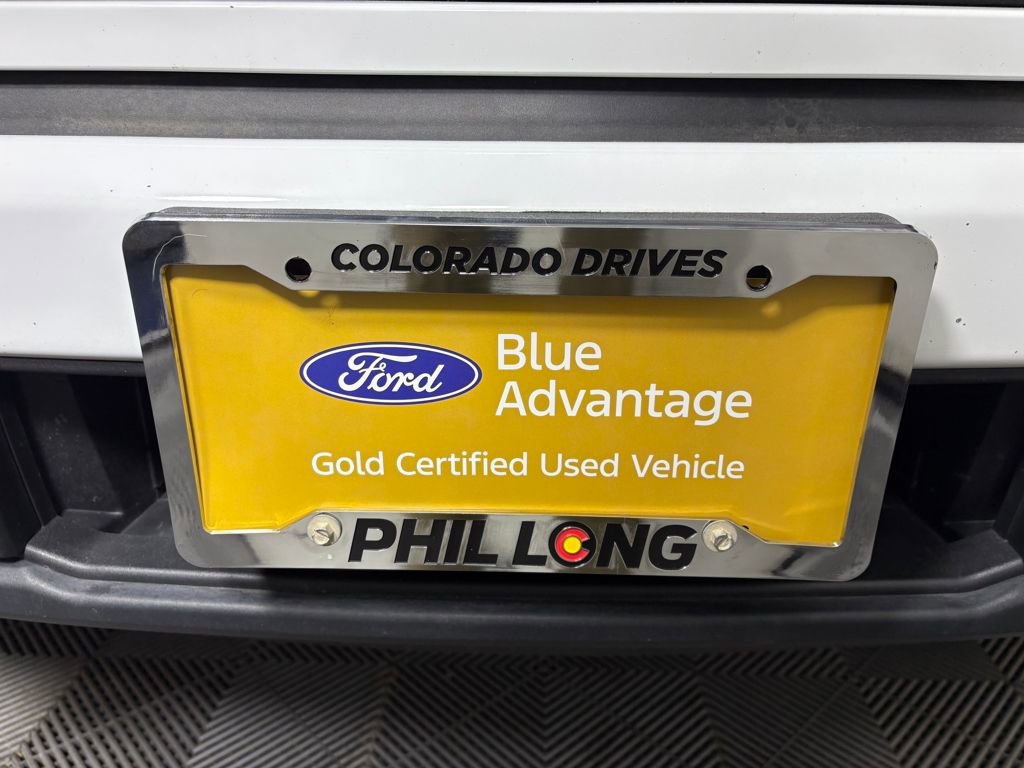 COLORADO DRIVES
Ford
Blue
Advantage
Gold Certified Used Vehicle
PHIL LONG